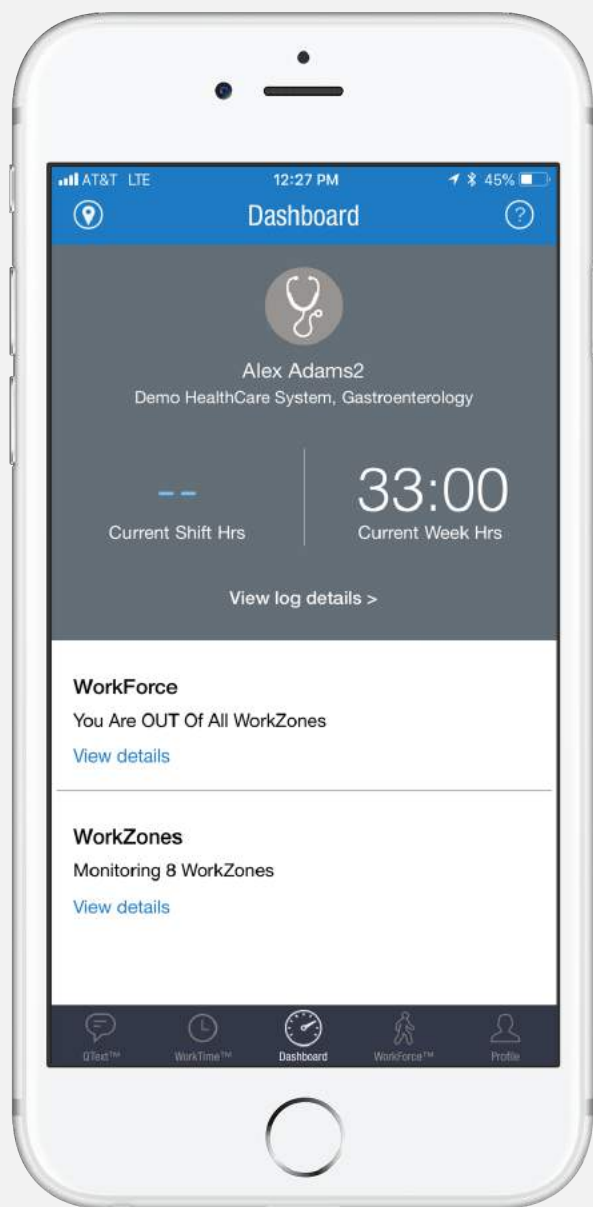 AT&T LTE 12:27 PM 45%
Dashboard ?
Alex Adams2
Demo HealthCare System, Gastroenterology
-- 33:00
Current Shift Hrs Current Week Hrs
View log details >
WorkForce
You Are OUT Of All WorkZones
View details
WorkZones
Monitoring 8 WorkZones
View details
QText™ WorkTime™ Dashboard WorkForce™ Profile